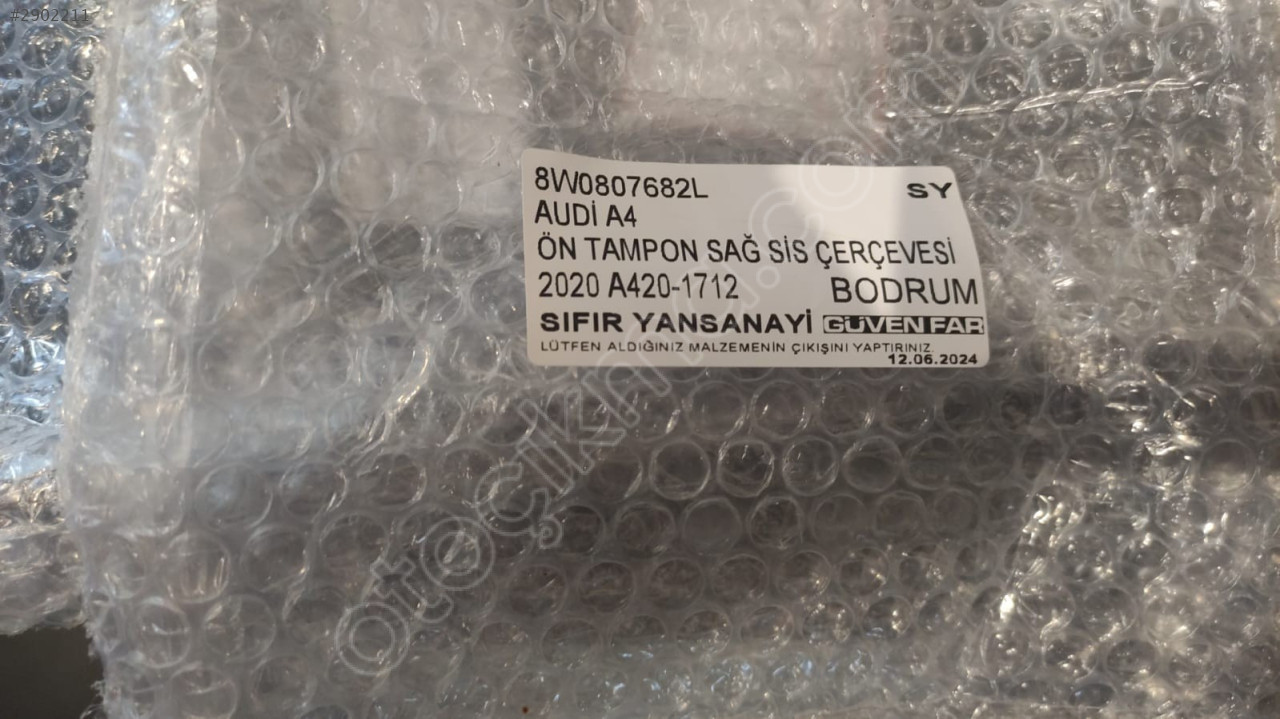 #2902211
8W0807682L SY
AUDİ A4
ÖN TAMPON SAĞ SİS ÇERÇEVESİ
2020 A420-1712 BODRUM
SIFIR YANSANAYİ GÜVEN FAR
LÜTFEN ALDIĞINIZ MALZEMENİN ÇIKIŞINI YAPTIRINIZ.
12.06.2024
otoçıkma.com